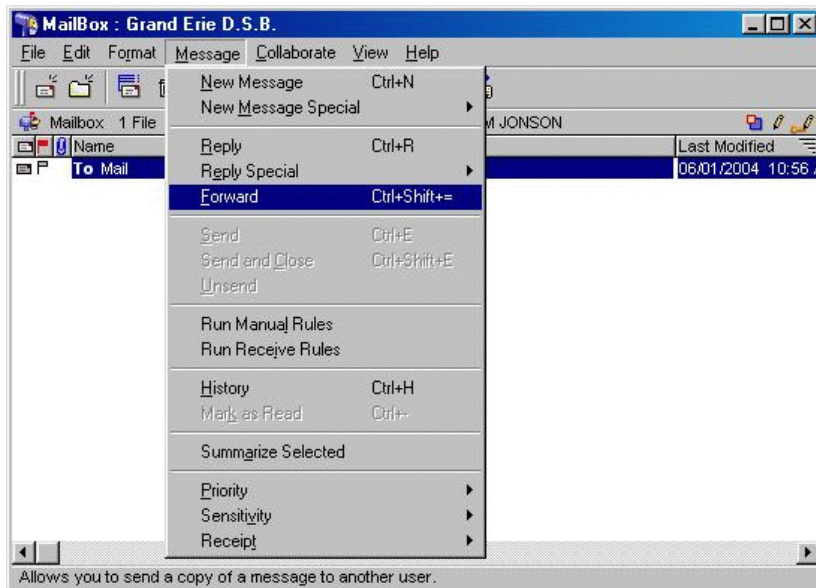 MailBox : Grand Erie D.S.B.
File Edit Format Message Collaborate View Help
New Message Ctrl+N
New Message Special
Mailbox 1 File
M JONSON
Name
Last Modified
To Mail
06/01/2004 10:56
Reply Ctrl+R
Reply Special
Forward Ctrl+Shift+=
Send Ctrl+E
Send and Close Ctrl+Shift+E
Unsend
Run Manual Rules
Run Receive Rules
History Ctrl+H
Mark as Read Ctrl+-
Summarize Selected
Priority
Sensitivity
Receipt
Allows you to send a copy of a message to another user.